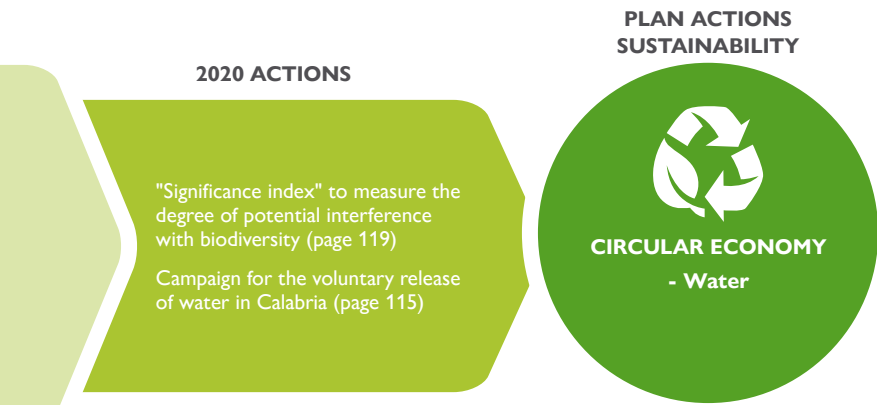 PLAN ACTIONS
SUSTAINABILITY
2020 ACTIONS
"Significance index" to measure the
degree of potential interference
with biodiversity (page 119)
Campaign for the voluntary release
of water in Calabria (page 115)
CIRCULAR ECONOMY
- Water